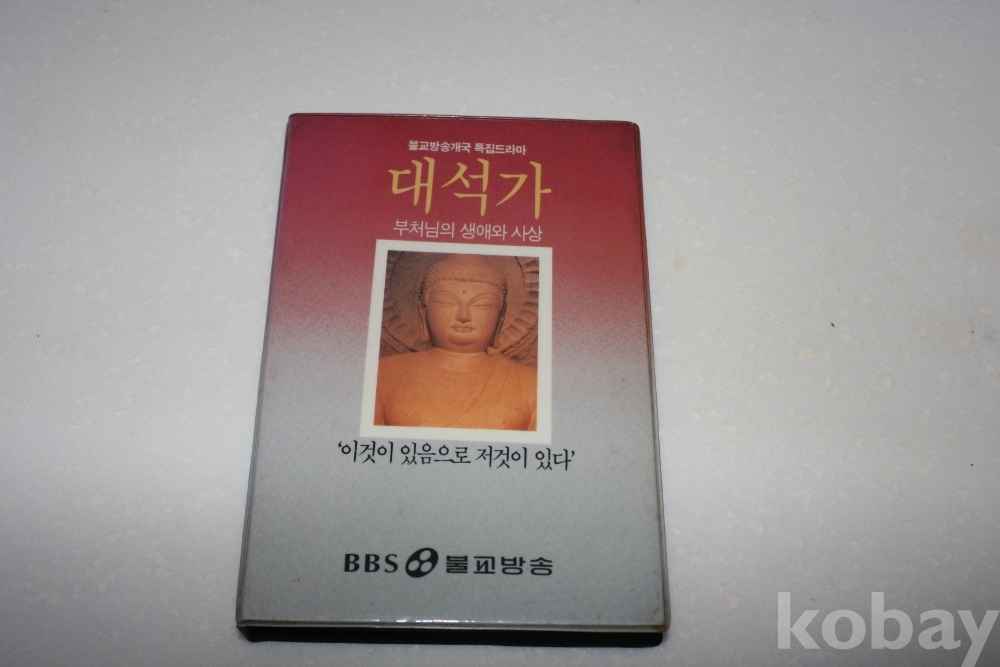 불교방송개국 특집드라마
대석가
부처님의 생애와 사상
'이것이 있음으로 저것이 있다'
BBS 불교방송
kobay